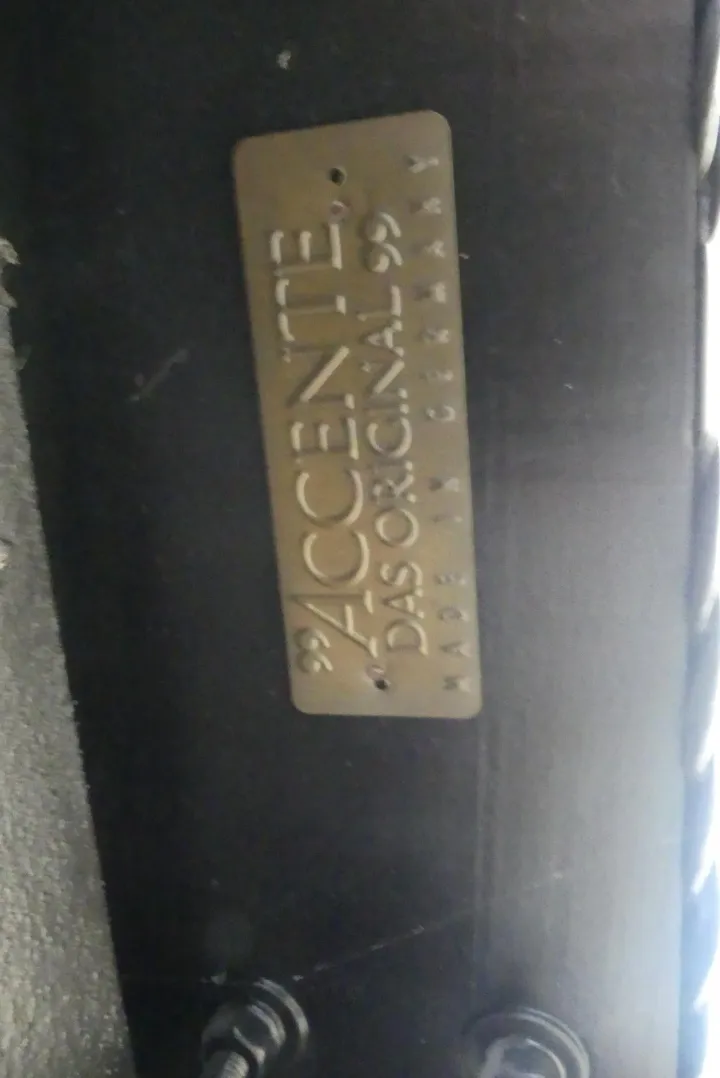 „ACCENTE„
DAS ORIGINAL„
MADE IN GERMANY